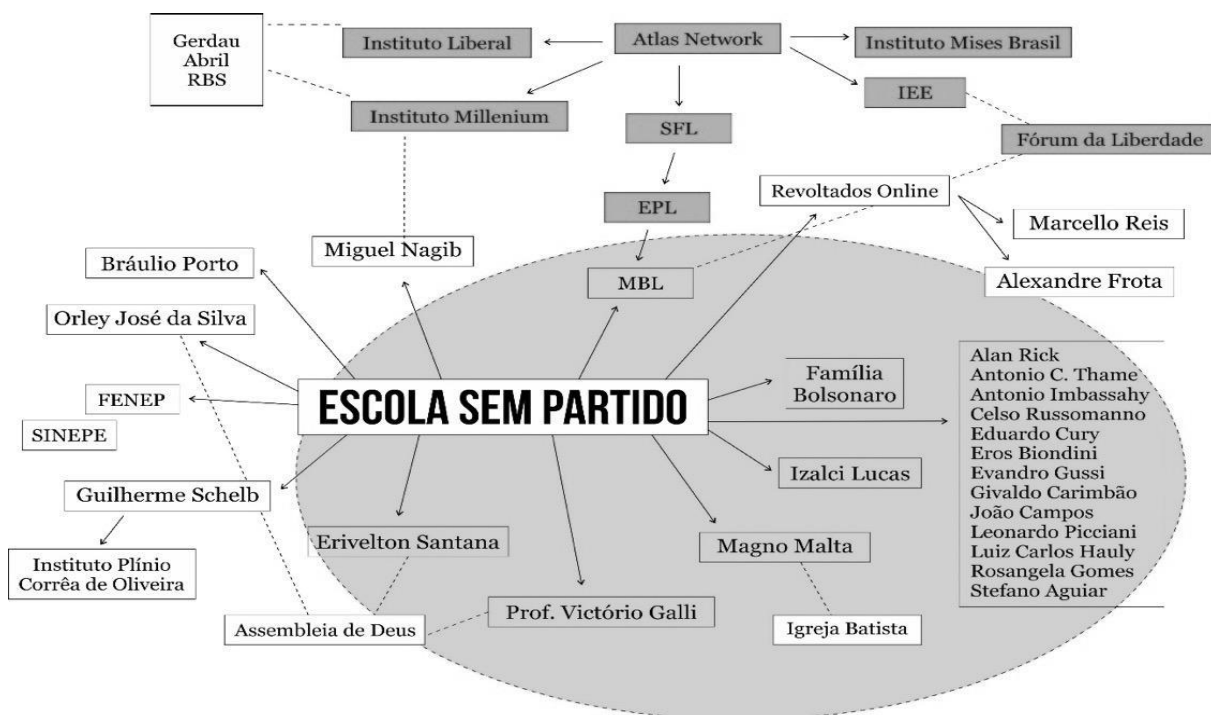 Gerdau
Abril
RBS
Instituto Liberal
Atlas Network
Instituto Mises Brasil
IEE
Instituto Millenium
SFL
Fórum da Liberdade
Revoltados Online
EPL
Marcello Reis
Miguel Nagib
Bráulio Porto
MBL
Alexandre Frota
Orley José da Silva
Família
Bolsonaro
Alan Rick
Antonio C. Thame
Antonio Imbassahy
Celso Russomanno
Eduardo Cury
Eros Biondini
Evandro Gussi
Givaldo Carimbão
João Campos
Leonardo Picciani
Luiz Carlos Hauly
Rosangela Gomes
Stefano Aguiar
ESCOLA SEM PARTIDO
FENEP
SINEPE
Izalci Lucas
Guilherme Schelb
Erivelton Santana
Magno Malta
Instituto Plínio
Corrêa de Oliveira
Prof. Victório Galli
Assembleia de Deus
Igreja Batista